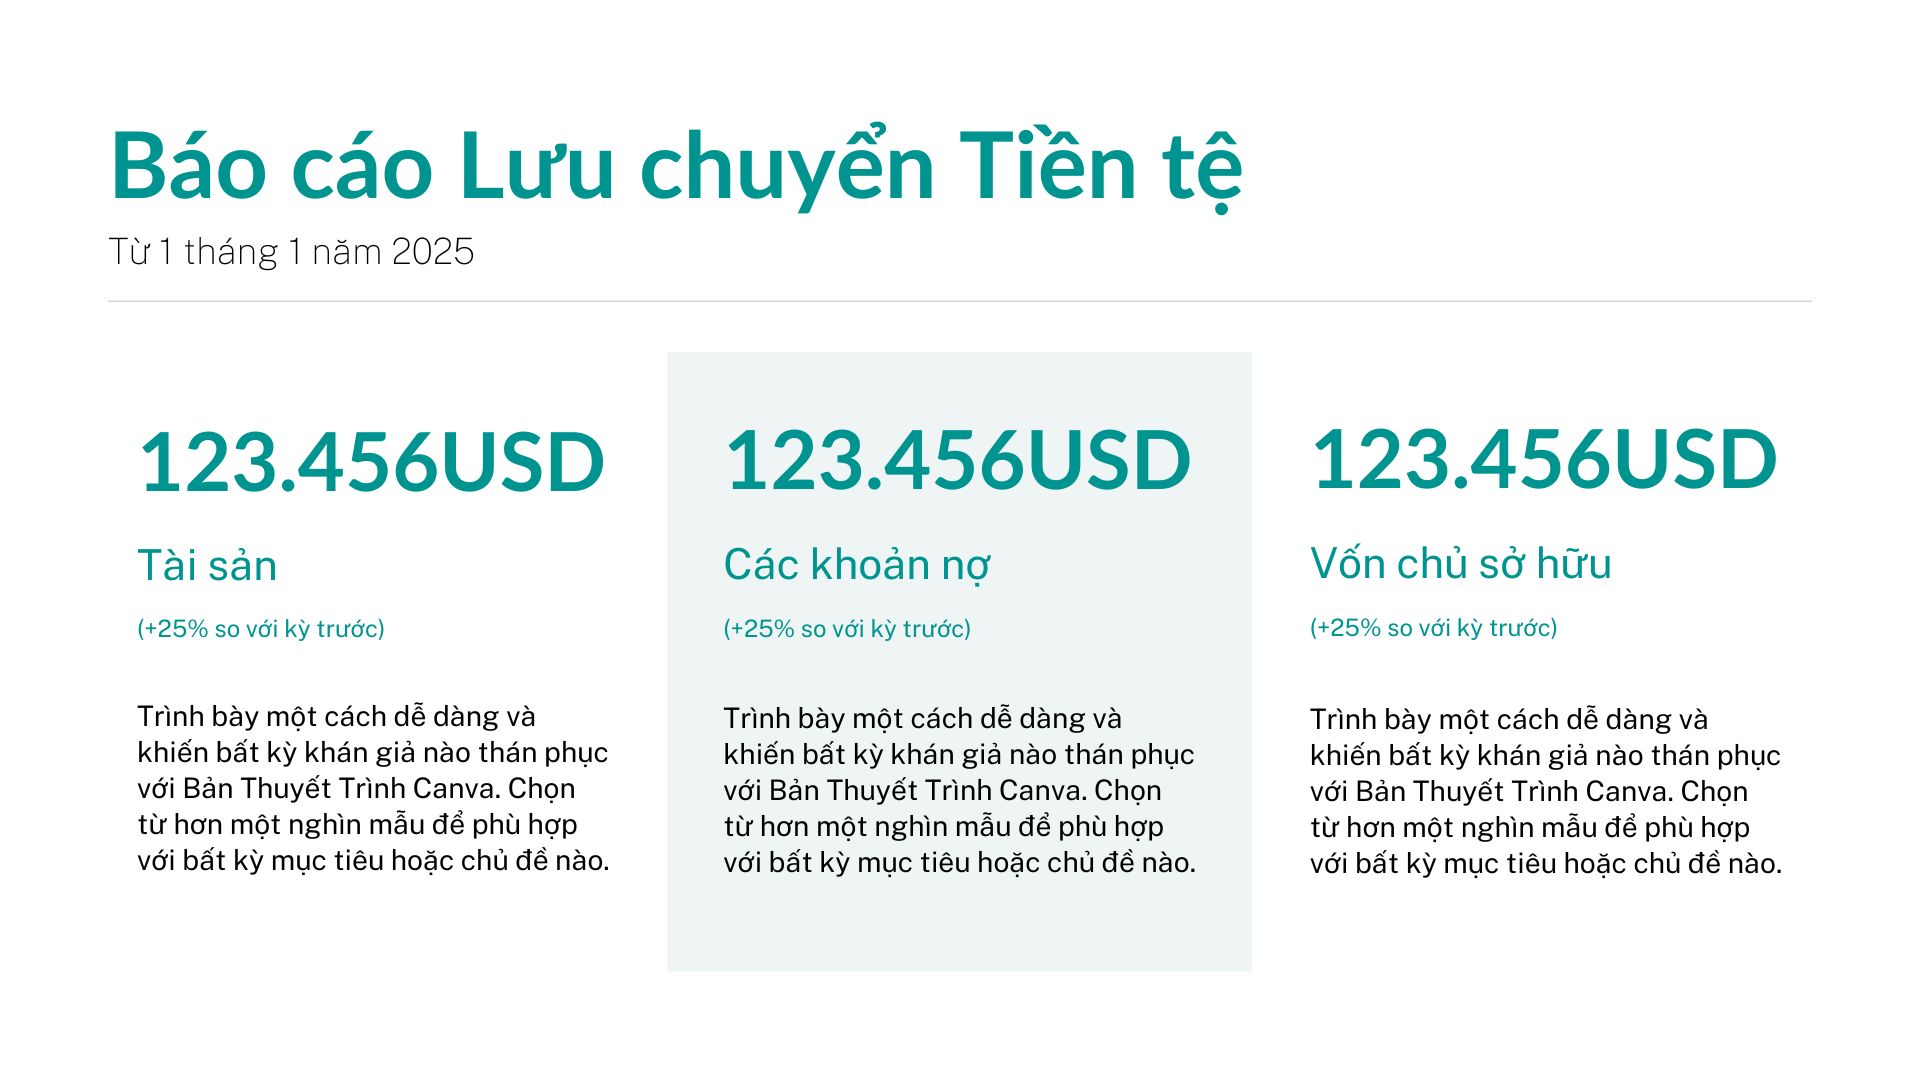 Báo cáo Lưu chuyển Tiền tệ
Từ 1 tháng 1 năm 2025
123.456USD
Tài sản
(+25% so với kỳ trước)
Trình bày một cách dễ dàng và
khiến bất kỳ khán giả nào thán phục
với Bản Thuyết Trình Canva. Chọn
từ hơn một nghìn mẫu để phù hợp
với bất kỳ mục tiêu hoặc chủ đề nào.
123.456USD
Các khoản nợ
(+25% so với kỳ trước)
Trình bày một cách dễ dàng và
khiến bất kỳ khán giả nào thán phục
với Bản Thuyết Trình Canva. Chọn
từ hơn một nghìn mẫu để phù hợp
với bất kỳ mục tiêu hoặc chủ đề nào.
123.456USD
Vốn chủ sở hữu
(+25% so với kỳ trước)
Trình bày một cách dễ dàng và
khiến bất kỳ khán giả nào thán phục
với Bản Thuyết Trình Canva. Chọn
từ hơn một nghìn mẫu để phù hợp
với bất kỳ mục tiêu hoặc chủ đề nào.